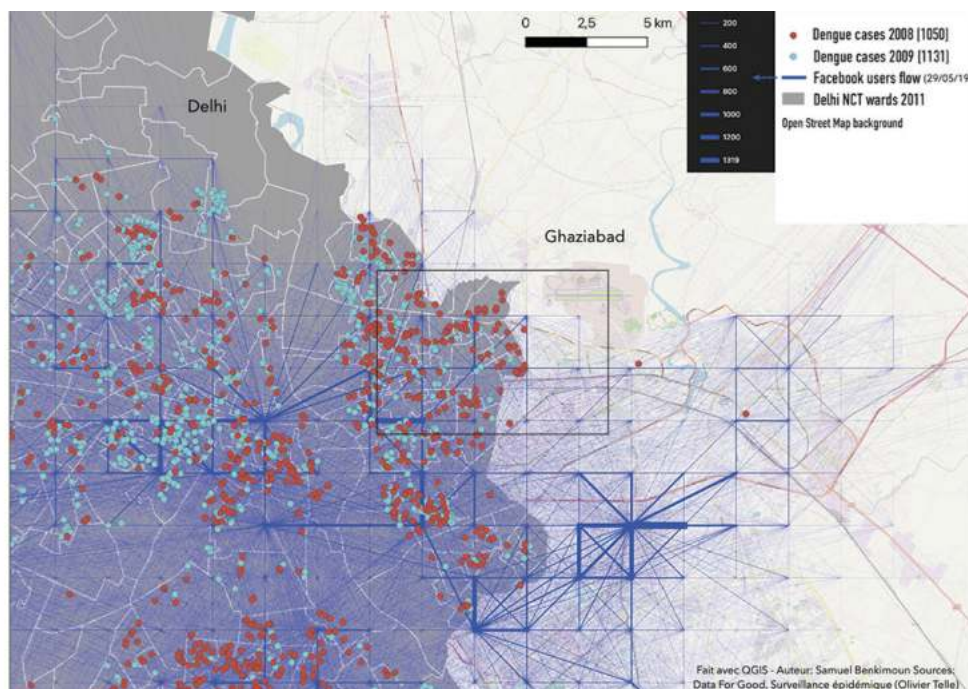 0 2,5 5 km
200
400
600
800
1000
1200
1319
Dengue cases 2008 [1050]
Dengue cases 2009 [1131]
Facebook users flow (29/05/19
Delhi NCT wards 2011
Open Street Map background
Delhi
Ghaziabad
Fait avec QGIS - Auteur: Samuel Benkimoun Sources:
Data For Good, Surveillance épidémique (Olivier Telle)